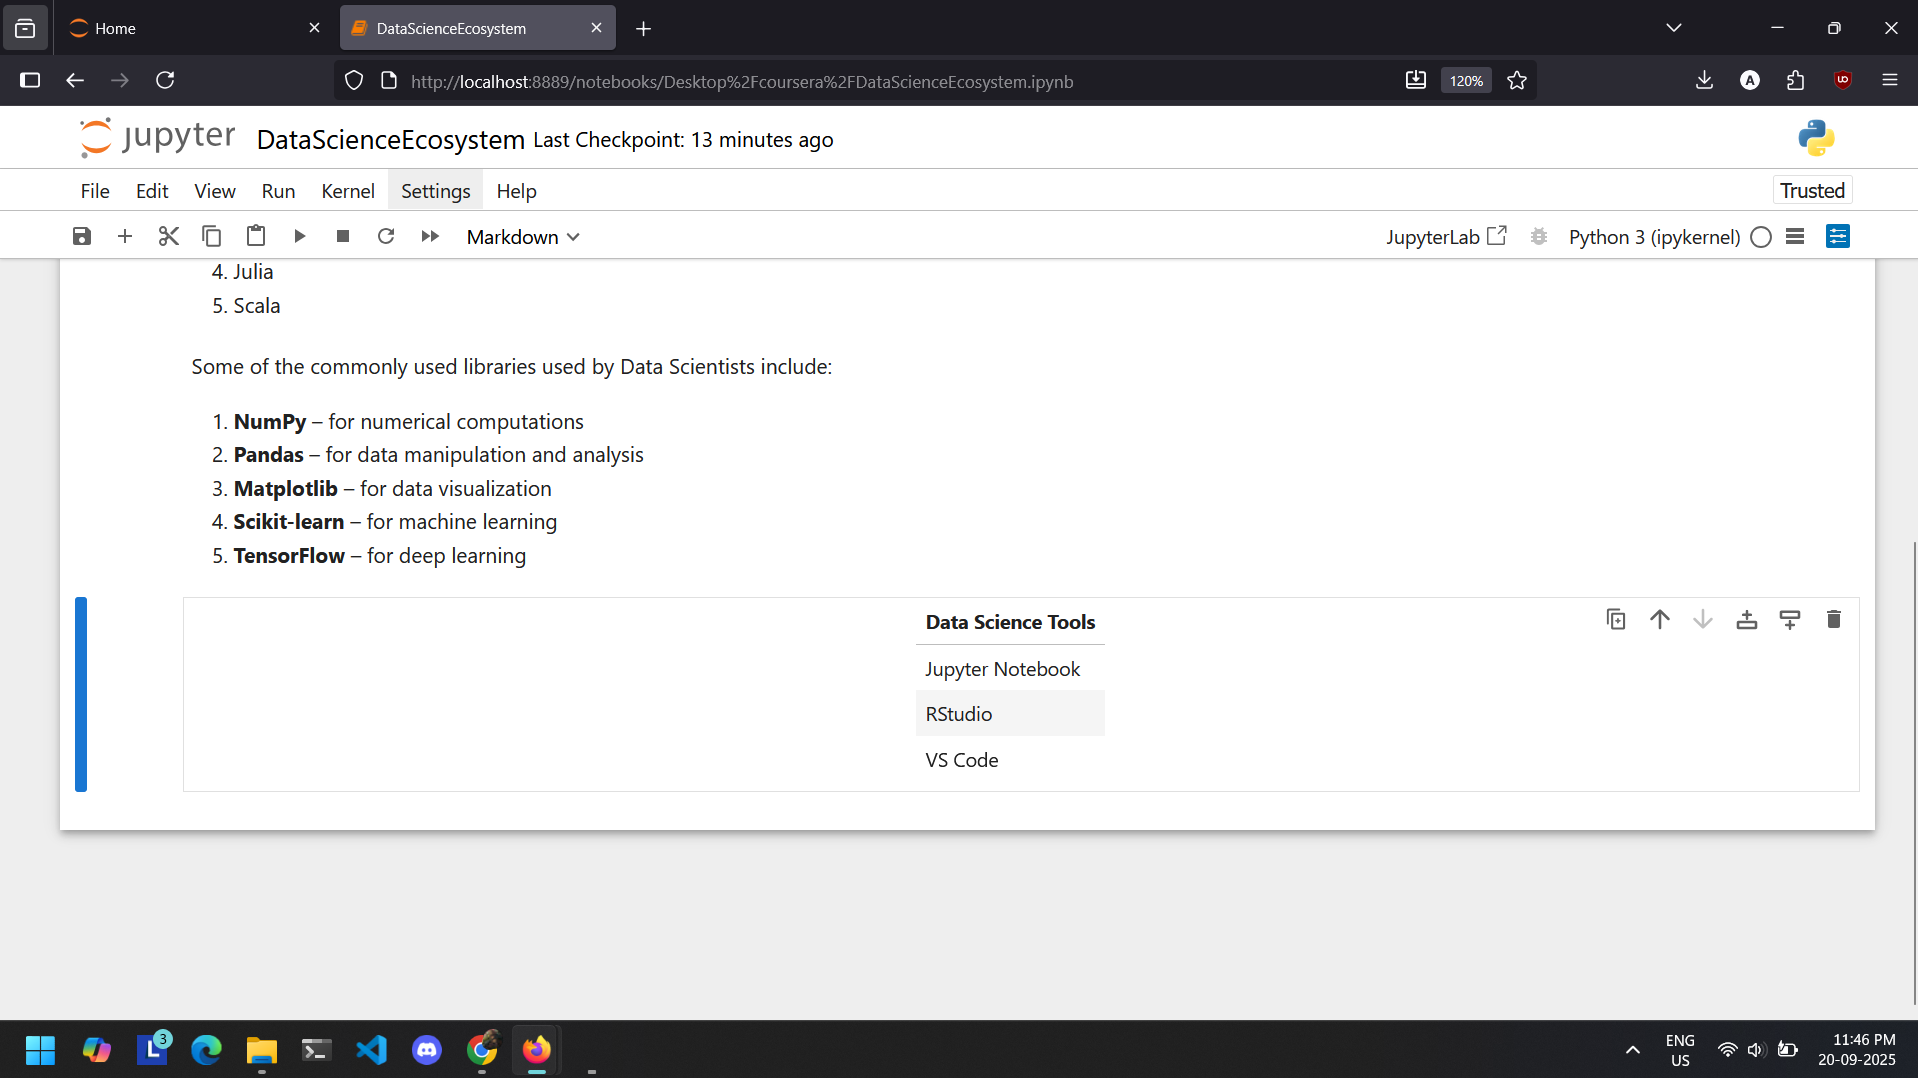 Home
DataScienceEcosystem
http://localhost:8889/notebooks/Desktop%2Fcoursera%2FDataScienceEcosystem.ipynb
120%
A
jupyter DataScienceEcosystem Last Checkpoint: 13 minutes ago
File Edit View Run Kernel Settings Help
Trusted
Markdown
JupyterLab
Python 3 (ipykernel)
4. Julia
5. Scala
Some of the commonly used libraries used by Data Scientists include:
1. NumPy – for numerical computations
2. Pandas – for data manipulation and analysis
3. Matplotlib – for data visualization
4. Scikit-learn – for machine learning
5. TensorFlow – for deep learning
Data Science Tools
Jupyter Notebook
RStudio
VS Code
L
3
ENG
US
11:46 PM
20-09-2025